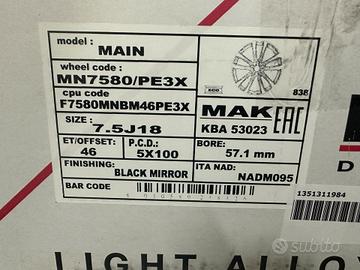 model : MAIN
wheel code :
MN7580/PE3X
cpu code
F7580MNBM46PE3X
SIZE : 7.5J18
ECO
838
MAK EAC
KBA 53023
ET/OFFSET: 46
P.C.D.: 5X100
BORE: 57.1 mm
FINISHING: BLACK MIRROR
ITA NAD: NADM095
BAR CODE
1351311984
D
LIGHT ALLO
subito